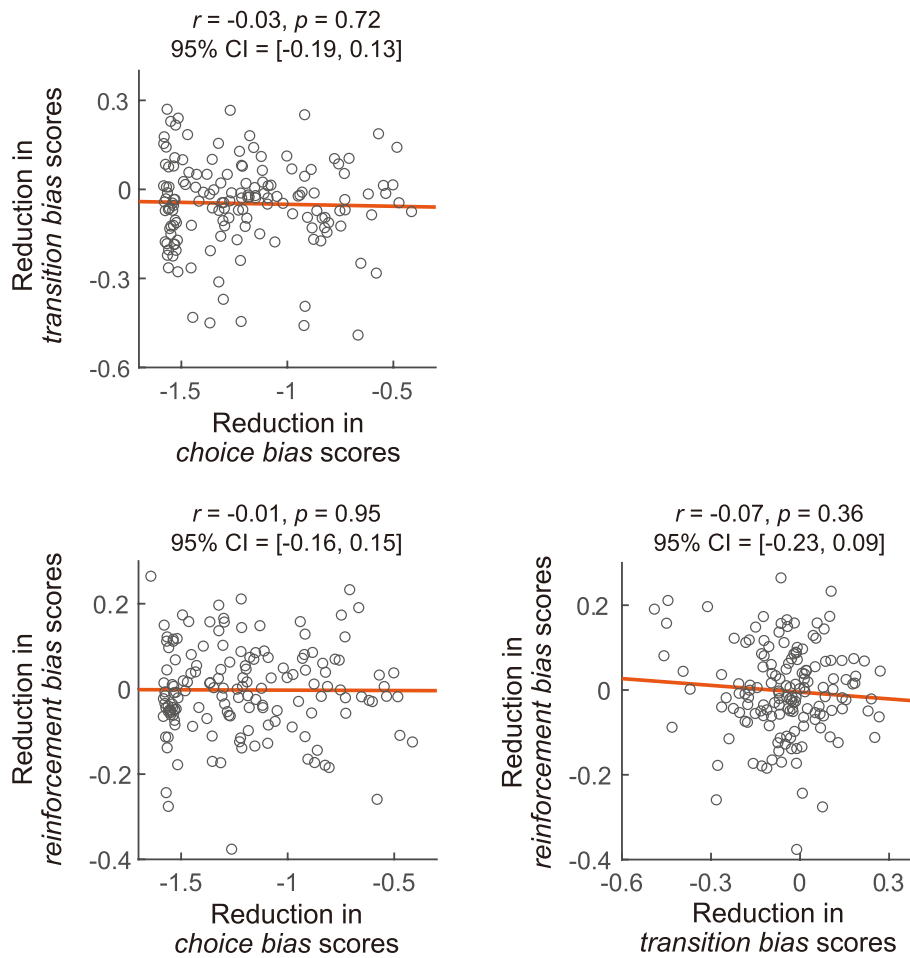 r = -0.03, p = 0.72
95% CI = [-0.19, 0.13]
Reduction in
transition bias scores
0.3
0
-0.3
-0.6
-1.5 -1 -0.5
Reduction in
choice bias scores
r = -0.01, p = 0.95
95% CI = [-0.16, 0.15]
Reduction in
reinforcement bias scores
0.2
0
-0.2
-0.4
-1.5 -1 -0.5
Reduction in
choice bias scores
r = -0.07, p = 0.36
95% CI = [-0.23, 0.09]
Reduction in
reinforcement bias scores
0.2
0
-0.2
-0.4
-0.6 -0.3 0 0.3
Reduction in
transition bias scores